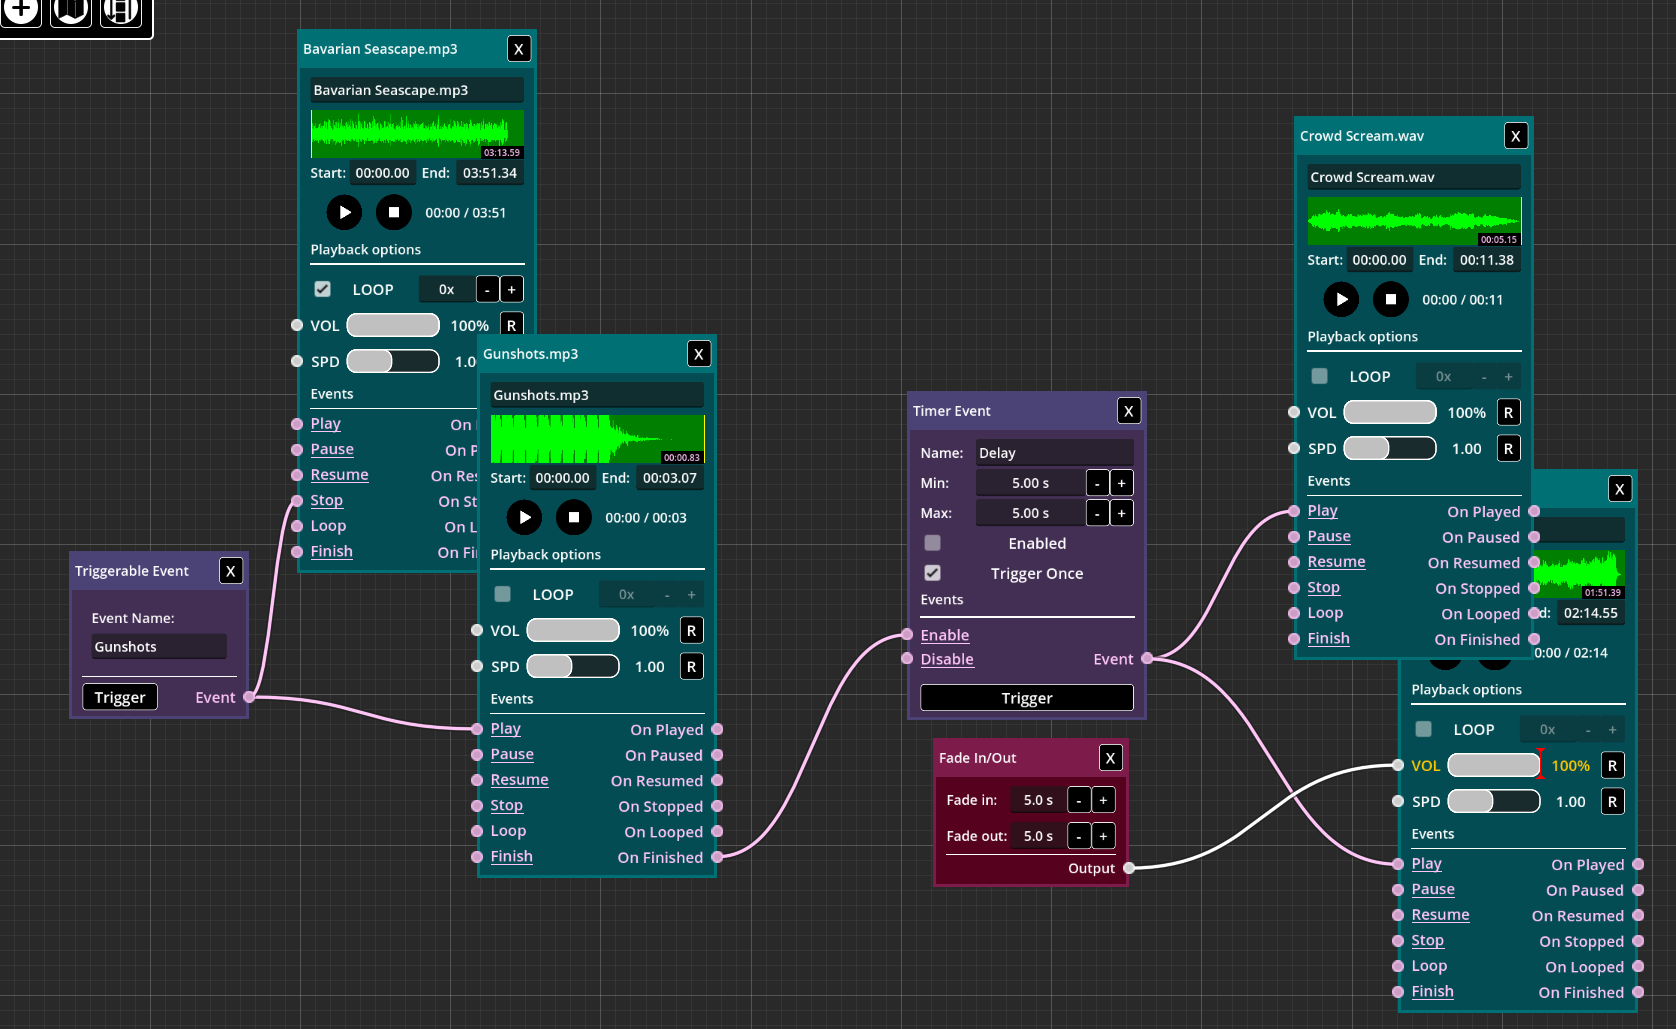 Bavarian Seascape.mp3 X
Bavarian Seascape.mp3
03:13.59
Start: 00:00.00 End: 03:51.34
00:00 / 03:51
Playback options
LOOP 0x - +
VOL 100% R
SPD 1.0
Events
Play On
Pause On P
Resume On Res
Stop On St
Loop On L
Finish On Fi
Triggerable Event X
Event Name:
Gunshots
Trigger Event
Gunshots.mp3 X
Gunshots.mp3
00:00.83
Start: 00:00.00 End: 00:03.07
00:00 / 00:03
Playback options
LOOP 0x - +
VOL 100% R
SPD 1.00 R
Events
Play On Played
Pause On Paused
Resume On Resumed
Stop On Stopped
Loop On Looped
Finish On Finished
Timer Event X
Name: Delay
Min: 5.00 s - +
Max: 5.00 s - +
Enabled
Trigger Once
Events
Enable
Disable Event
Trigger
Fade In/Out X
Fade in: 5.0 s - +
Fade out: 5.0 s - +
Output
Crowd Scream.wav X
Crowd Scream.wav
00:05.15
Start: 00:00.00 End: 00:11.38
00:00 / 00:11
Playback options
LOOP 0x - +
VOL 100% R
SPD 1.00 R
Events
Play On Played
Pause On Paused
Resume On Resumed
Stop On Stopped
Loop On Looped
Finish On Finished
X
01:51.39
d: 02:14.55
0:00 / 02:14
Playback options
LOOP 0x - +
VOL 100% R
SPD 1.00 R
Events
Play On Played
Pause On Paused
Resume On Resumed
Stop On Stopped
Loop On Looped
Finish On Finished